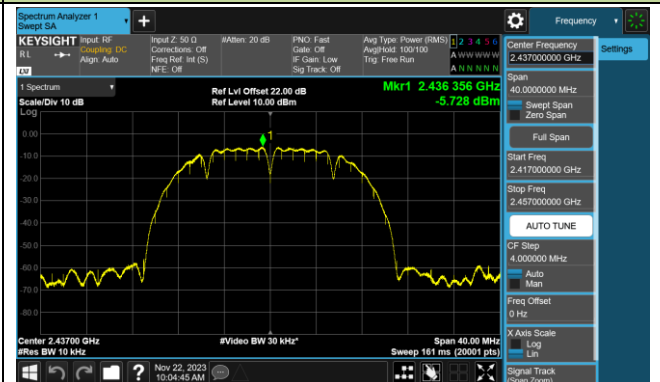 Spectrum Analyzer 1
Swept SA
Frequency
KEYSIGHT
RL
Input: RF
Coupling: DC
Align: Auto
Input Z: 50 Ω
Corrections: Off
Freq Ref: Int (S)
NFE: Off
#Atten: 20 dB
PNO: Fast
Gate: Off
IF Gain: Low
Sig Track: Off
Avg Type: Power (RMS)
Avg|Hold: 100/100
Trig: Free Run
1 2 3 4 5 6
A W W W W W
A N N N N N
1 Spectrum
Scale/Div 10 dB
Log
Ref Lvl Offset 22.00 dB
Ref Level 10.00 dBm
Mkr1 2.436 356 GHz
-5.728 dBm
1
0.00
-10.0
-20.0
-30.0
-40.0
-50.0
-60.0
-70.0
-80.0
Center 2.43700 GHz
#Res BW 10 kHz
#Video BW 30 kHz*
Span 40.00 MHz
Sweep 161 ms (20001 pts)
Nov 22, 2023
10:04:45 AM
Center Frequency
2.437000000 GHz
Settings
Span
40.0000000 MHz
Swept Span
Zero Span
Full Span
Start Freq
2.417000000 GHz
Stop Freq
2.457000000 GHz
AUTO TUNE
CF Step
4.000000 MHz
Auto
Man
Freq Offset
0 Hz
X Axis Scale
Log
Lin
Signal Track
(Span Zoom)